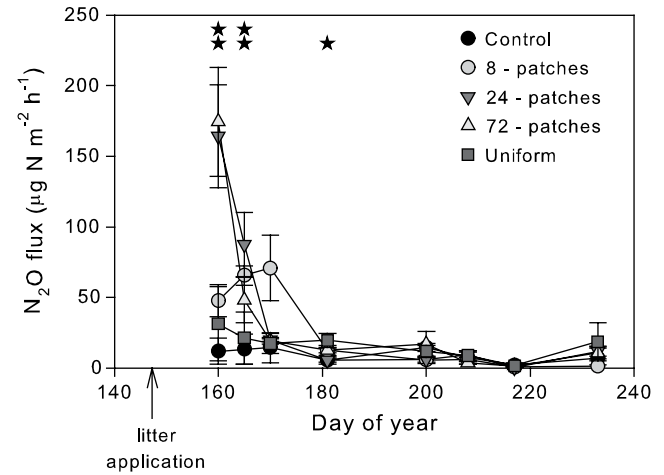 300
250
200
150
100
50
0
N₂O flux (μg N m⁻² h⁻¹)
Control
8 - patches
24 - patches
72 - patches
Uniform
140 160 180 200 220 240
Day of year
litter
application